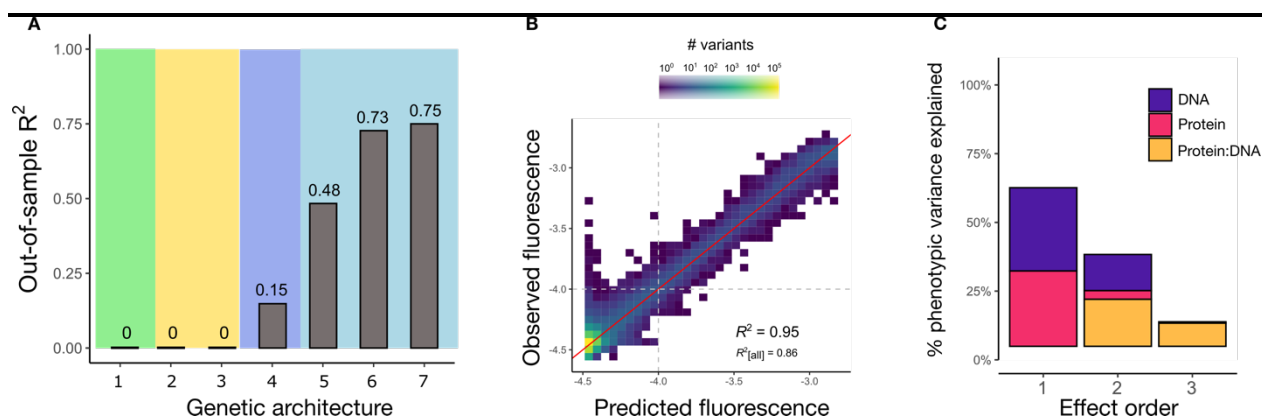 A
Out-of-sample R²
1.00
0.75
0.50
0.25
0.00
0
0
0
0.15
0.48
0.73
0.75
1
2
3
4
5
6
7
Genetic architecture
B
# variants
10⁰ 10¹ 10² 10³ 10⁴ 10⁵
Observed fluorescence
-3.0
-3.5
-4.0
-4.5
R² = 0.95
R²[all] = 0.86
-4.5
-4.0
-3.5
-3.0
Predicted fluorescence
C
% phenotypic variance explained
100%
75%
50%
25%
0%
DNA
Protein
Protein:DNA
1
2
3
Effect order